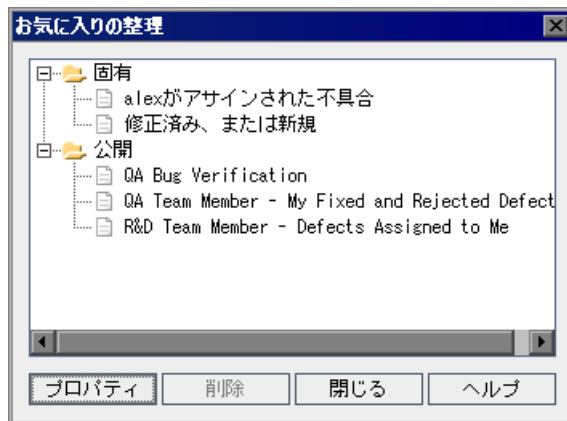 お気に入りの整理
固有
alexがアサインされた不具合
修正済み、または新規
公開
QA Bug Verification
QA Team Member - My Fixed and Rejected Defect
R&D Team Member - Defects Assigned to Me
プロパティ 削除 閉じる ヘルプ